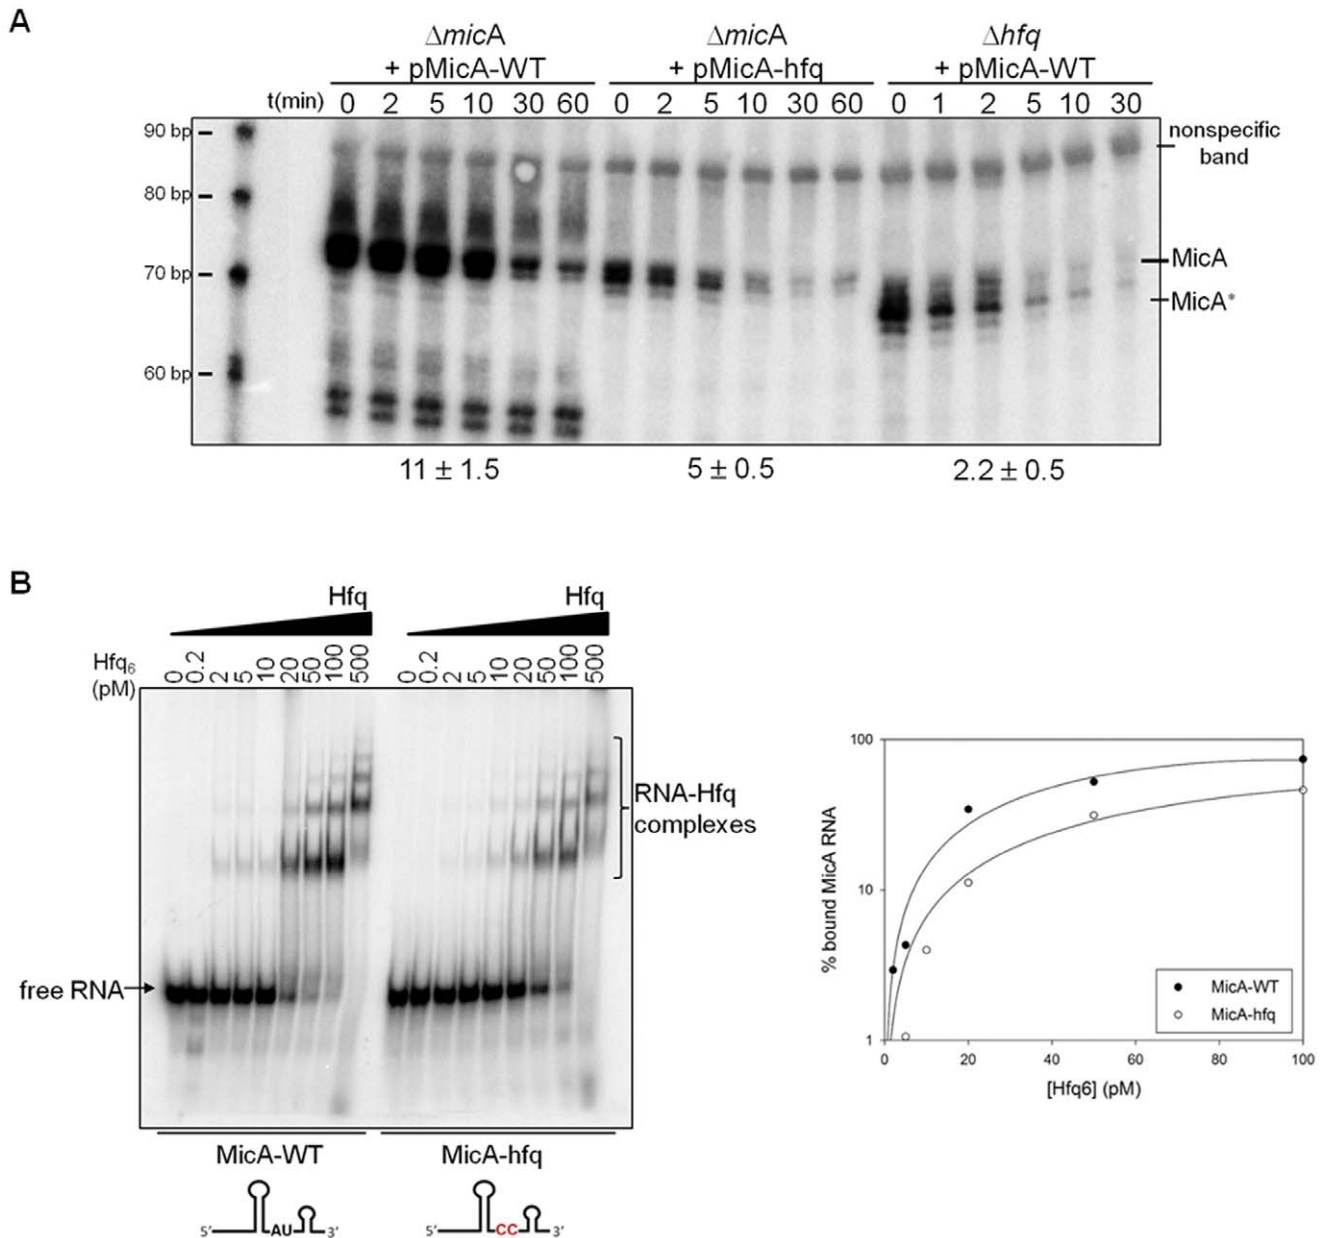 A
ΔmicA
+ pMicA-WT
ΔmicA
+ pMicA-hfq
Δhfq
+ pMicA-WT
t(min) 0 2 5 10 30 60 0 2 5 10 30 60 0 1 2 5 10 30
90 bp
80 bp
70 bp
60 bp
nonspecific
band
MicA
MicA*
11 ± 1.5
5 ± 0.5
2.2 ± 0.5
B
Hfq
Hfq
Hfq₆
(pM)
0 0.2 2 5 10 20 50 100 500
0 0.2 2 5 10 20 50 100 500
RNA-Hfq
complexes
free RNA
MicA-WT
MicA-hfq
5' AU 3'
5' CC 3'
100
10
1
% bound MicA RNA
0 20 40 60 80 100
[Hfq6] (pM)
MicA-WT
MicA-hfq